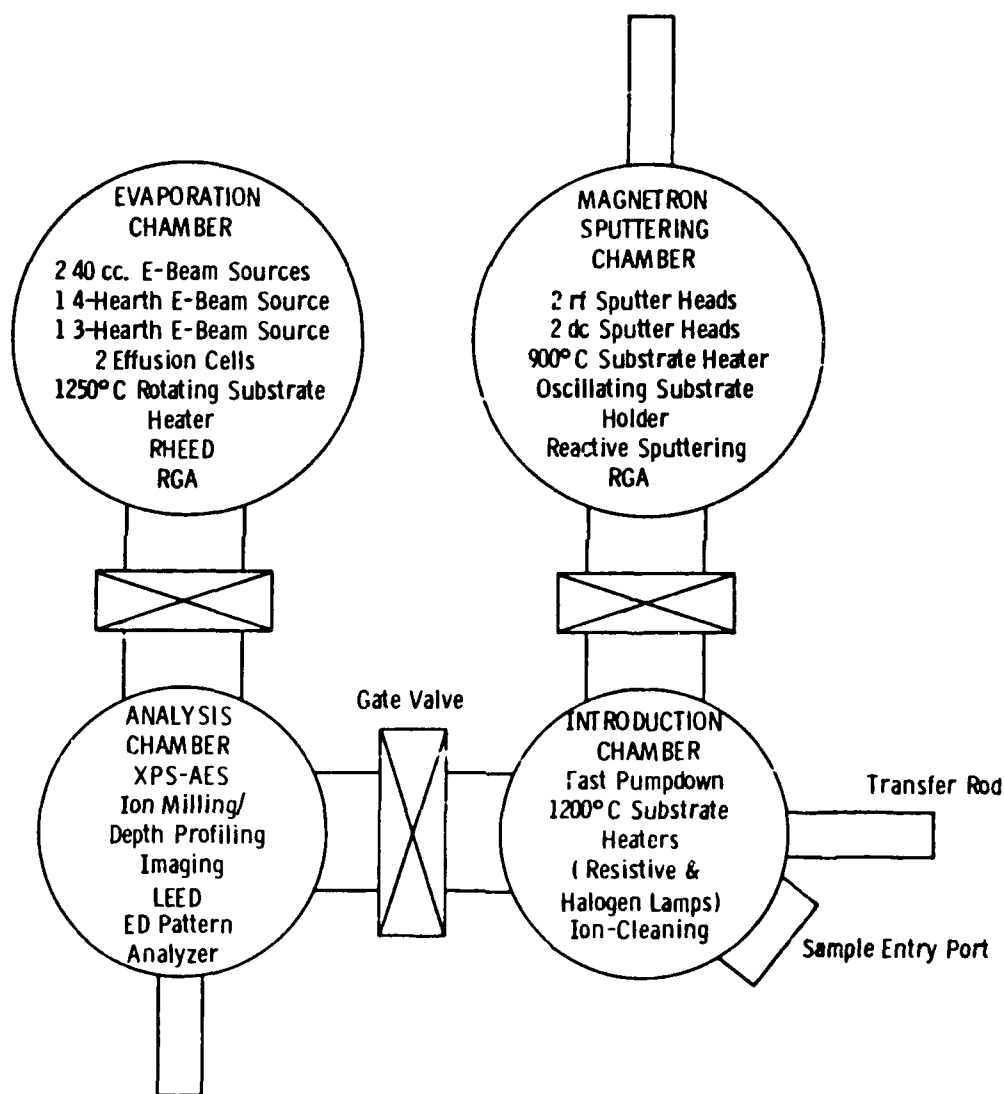 EVAPORATION
CHAMBER
2 40 cc. E-Beam Sources
1 4-Hearth E-Beam Source
1 3-Hearth E-Beam Source
2 Effusion Cells
1250°C Rotating Substrate
Heater
RHEED
RGA
MAGNETRON
SPUTTERING
CHAMBER
2 rf Sputter Heads
2 dc Sputter Heads
900°C Substrate Heater
Oscillating Substrate
Holder
Reactive Sputtering
RGA
ANALYSIS
CHAMBER
XPS-AES
Ion Milling/
Depth Profiling
Imaging
LEED
ED Pattern
Analyzer
Gate Valve
INTRODUCTION
CHAMBER
Fast Pumpdown
1200°C Substrate
Heaters
( Resistive &
Halogen Lamps)
Ion-Cleaning
Transfer Rod
Sample Entry Port